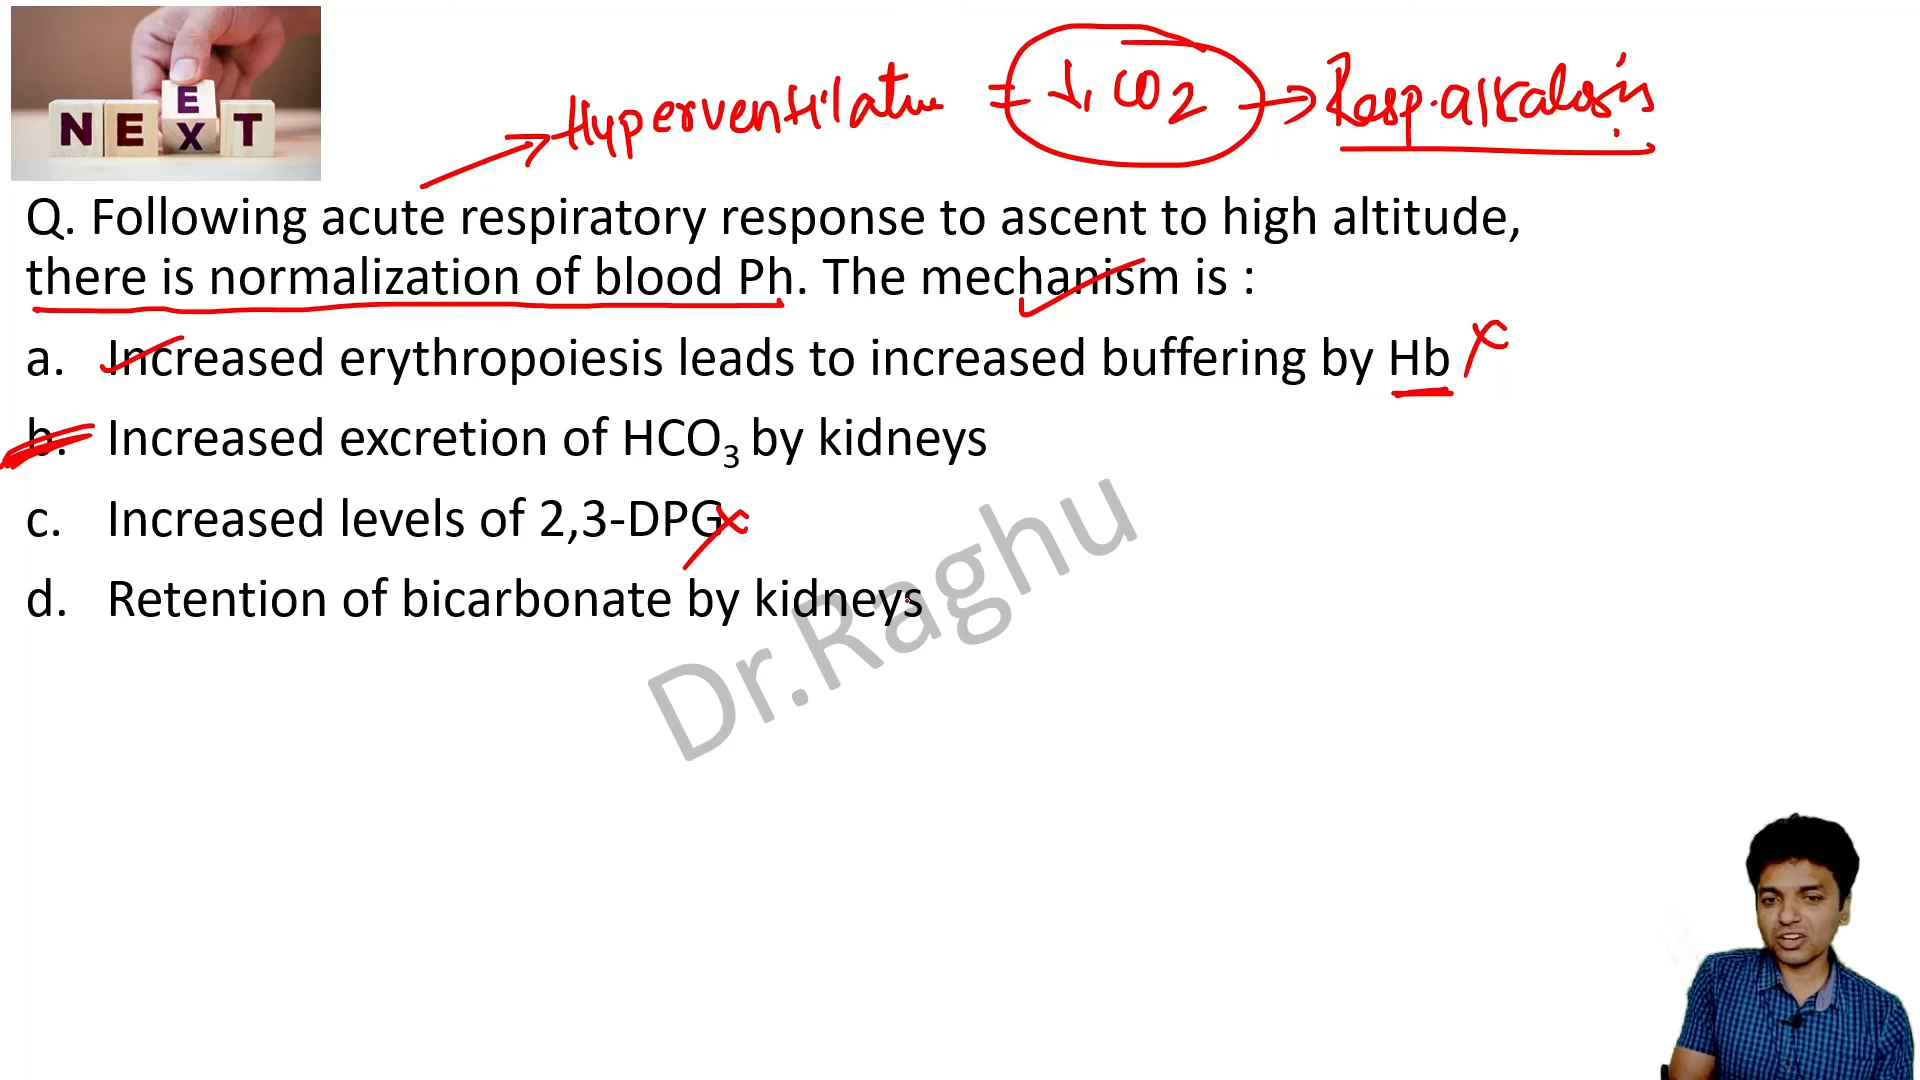 NEEXT
Hyperventilation = ↓ CO2 → Resp. alkalosis
Q. Following acute respiratory response to ascent to high altitude,
there is normalization of blood Ph. The mechanism is :
a. Increased erythropoiesis leads to increased buffering by Hb
b. Increased excretion of HCO3 by kidneys
c. Increased levels of 2,3-DPG
d. Retention of bicarbonate by kidneys
Dr.Raghu